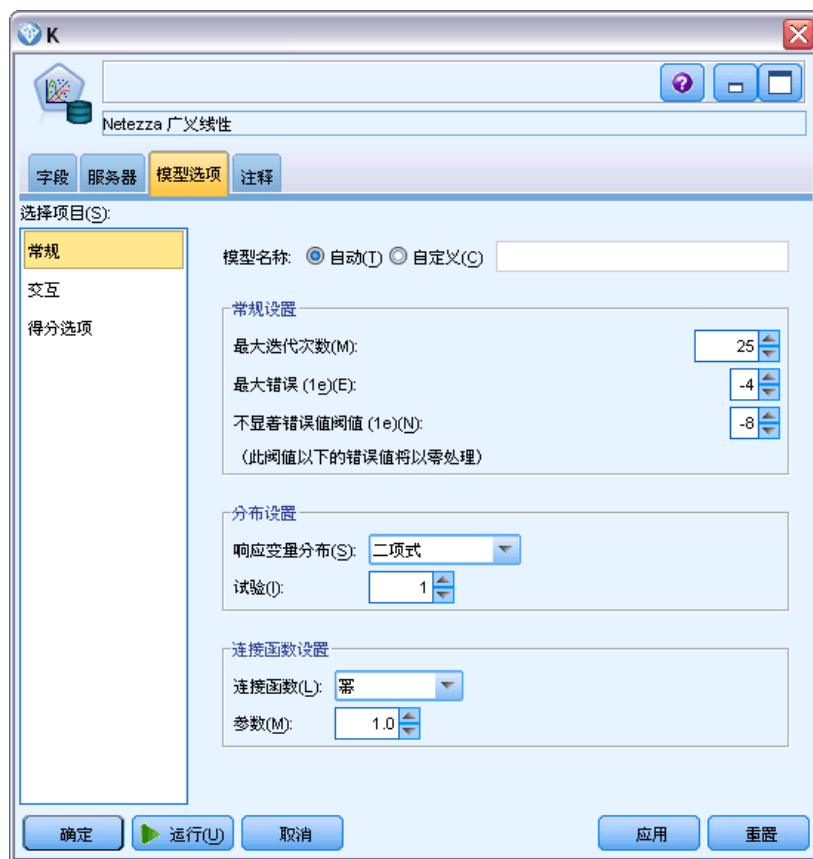 K
Netezza 广义线性
字段 服务器 模型选项 注释
选择项目(S):
常规
交互
得分选项
模型名称: 自动(T) 自定义(C)
常规设置
最大迭代次数(M): 25
最大错误 (1e)(E): -4
不显着错误值阀值 (1e)(N): -8
(此阀值以下的错误值将以零处理)
分布设置
响应变量分布(S): 二项式
试验(I): 1
连接函数设置
连接函数(L): 幂
参数(M): 1.0
确定 运行(U) 取消 应用 重置